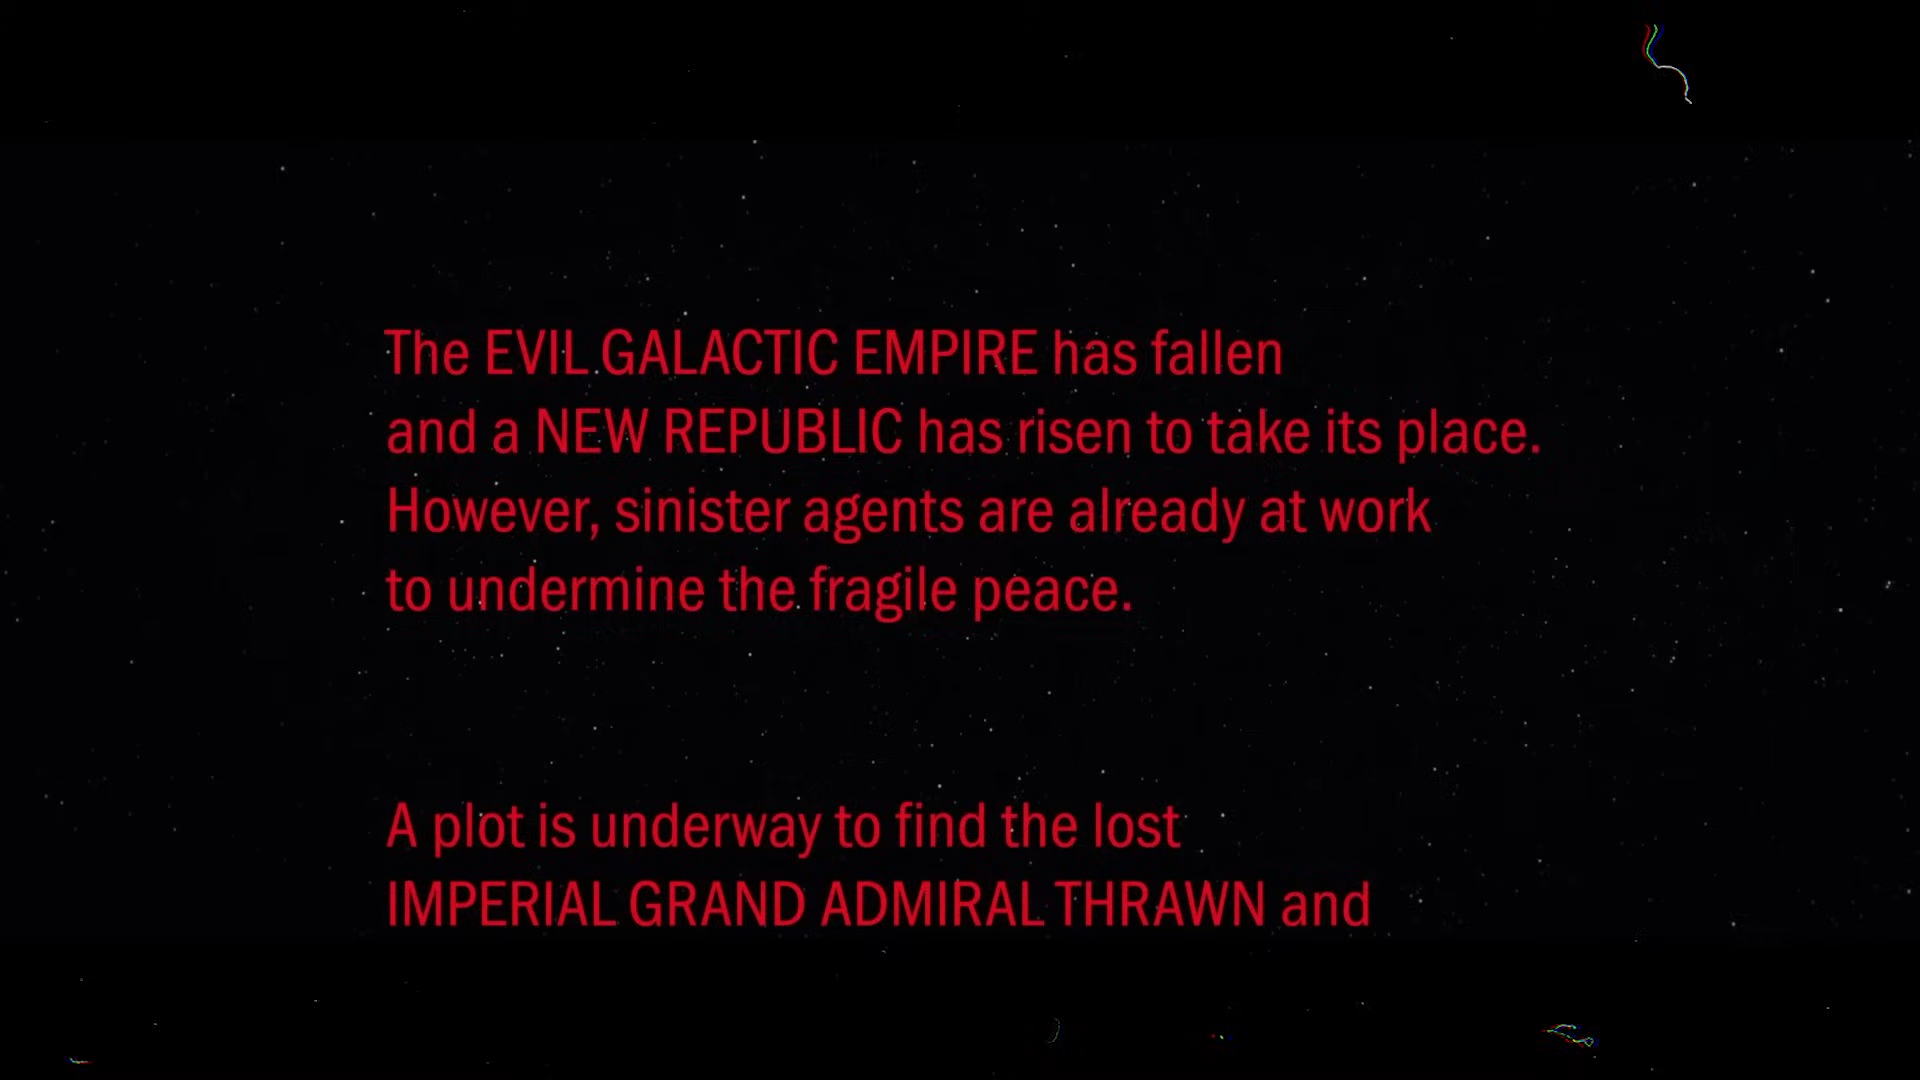 The EVIL GALACTIC EMPIRE has fallen
and a NEW REPUBLIC has risen to take its place.
However, sinister agents are already at work
to undermine the fragile peace.
A plot is underway to find the lost
IMPERIAL GRAND ADMIRAL THRAWN and